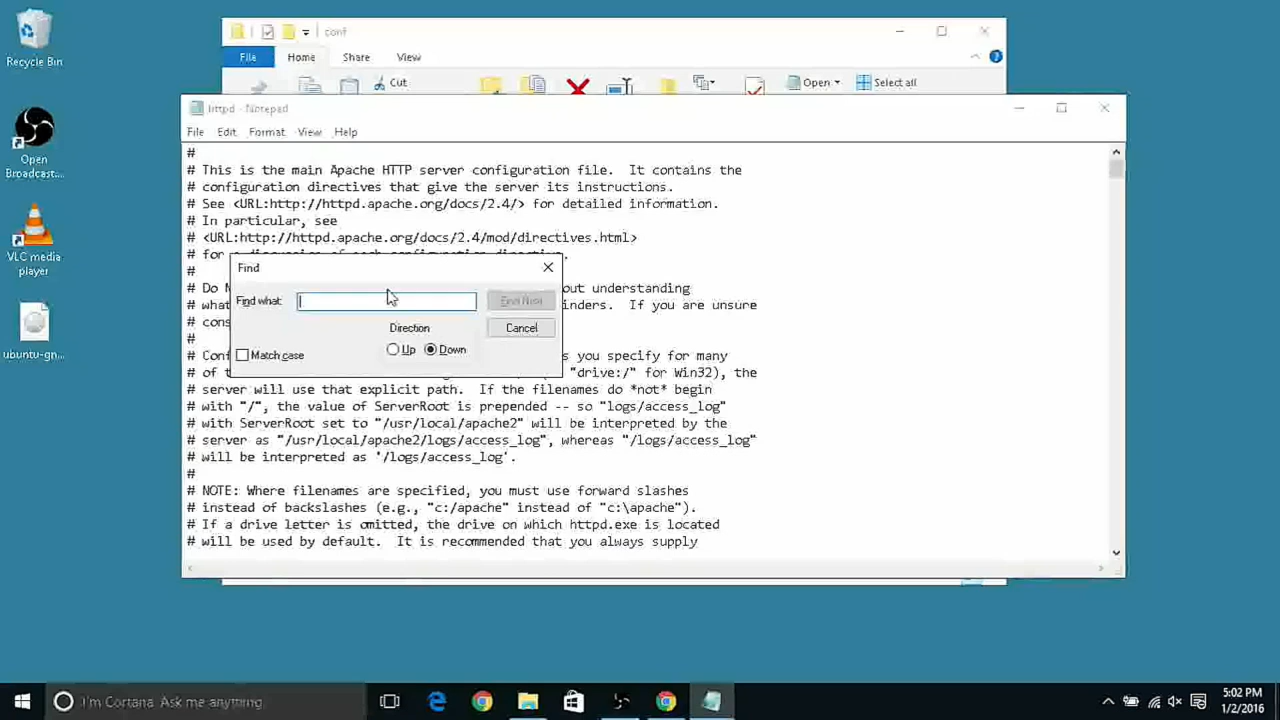 Recycle Bin
Open
Broadcast...
VLC media
player
ubuntu-gn...
conf
File Home Share View
Cut
Open
Select all
httpd - Notepad
File Edit Format View Help
#
# This is the main Apache HTTP server configuration file.  It contains the
# configuration directives that give the server its instructions.
# See <URL:http://httpd.apache.org/docs/2.4/> for detailed information.
# In particular, see
# <URL:http://httpd.apache.org/docs/2.4/mod/directives.html>
# for
#
# Do
out understanding
# what
inders.  If you are unsure
# cons
#
# Conf
s you specify for many
# of t
"drive:/" for Win32), the
# server will use that explicit path.  If the filenames do *not* begin
# with "/", the value of ServerRoot is prepended -- so "logs/access_log"
# with ServerRoot set to "/usr/local/apache2" will be interpreted by the
# server as "/usr/local/apache2/logs/access_log", whereas "/logs/access_log"
# will be interpreted as '/logs/access_log'.
#
# NOTE: Where filenames are specified, you must use forward slashes
# instead of backslashes (e.g., "c:/apache" instead of "c:\apache").
# If a drive letter is omitted, the drive on which httpd.exe is located
# will be used by default.  It is recommended that you always supply
Find
Find what:
Find Next
Direction
Cancel
Match case
Up Down
I'm Cortana. Ask me anything.
5:02 PM
1/2/2016